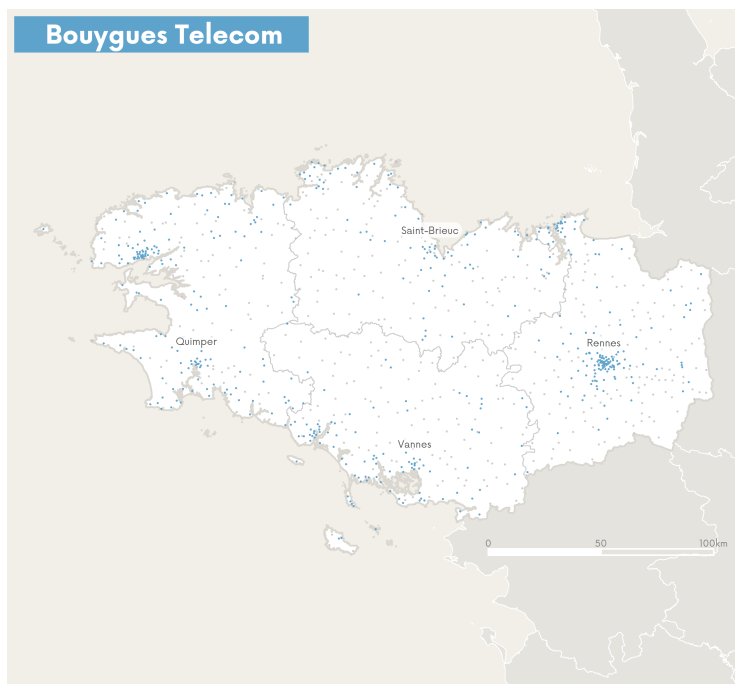 Bouygues Telecom
Saint-Brieuc
Quimper
Rennes
Vannes
0 50 100km